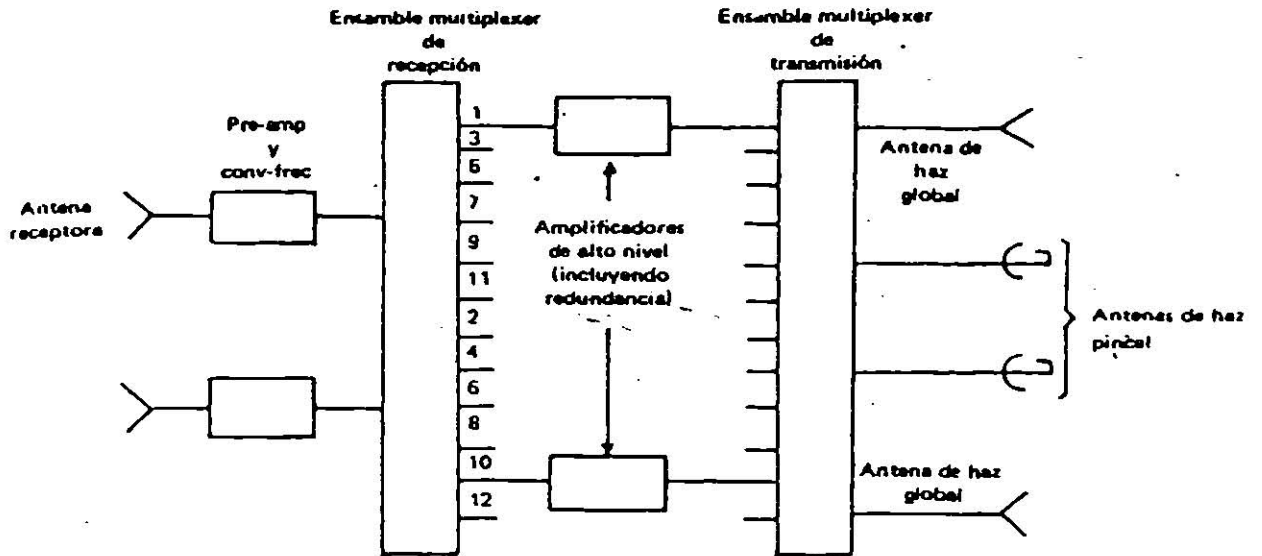 Ensamble multiplexer
de
recepción
Ensamble multiplexer
de
transmisión
Pre-amp
y
conv-frec
Antena
receptora
1
3
5
7
9
11
2
4
6
8
10
12
Amplificadores
de alto nivel
(incluyendo
redundancia)
Antena de
haz
global
Antenas de haz
pincel
Antena de haz
global